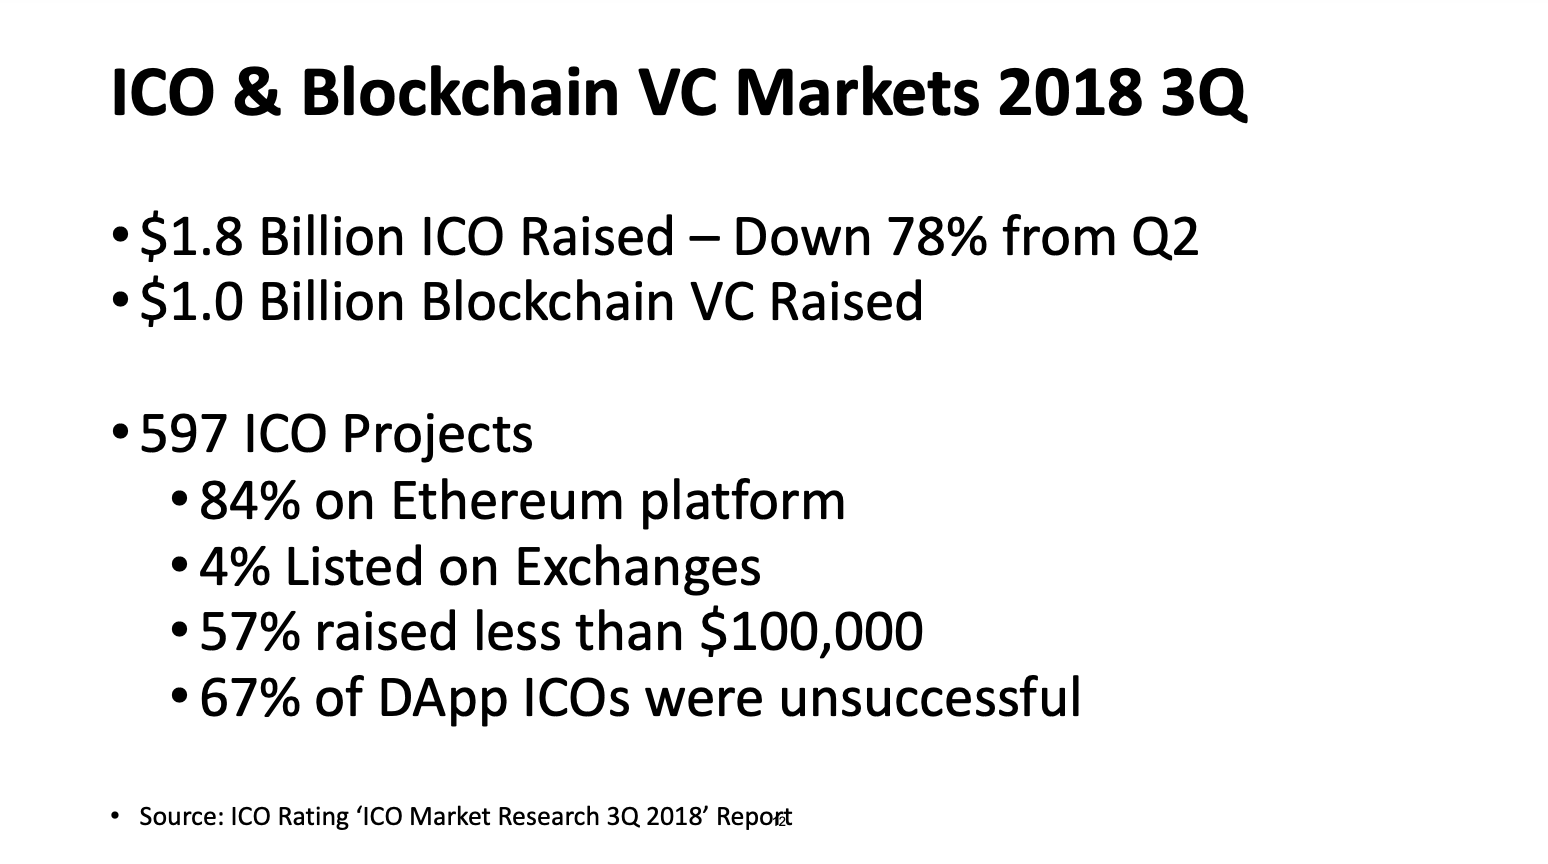 ICO & Blockchain VC Markets 2018 3Q
• $1.8 Billion ICO Raised – Down 78% from Q2
• $1.0 Billion Blockchain VC Raised
• 597 ICO Projects
• 84% on Ethereum platform
• 4% Listed on Exchanges
• 57% raised less than $100,000
• 67% of DApp ICOs were unsuccessful
• Source: ICO Rating ‘ICO Market Research 3Q 2018’ Report